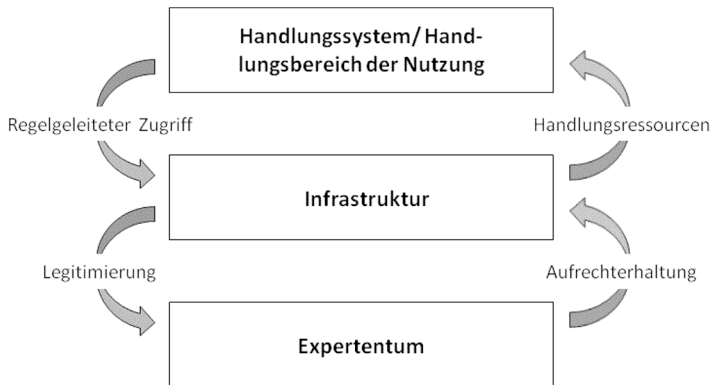 Handlungssystem/ Hand-
lungsbereich der Nutzung
Regelgeleiteter Zugriff
Handlungsressourcen
Infrastruktur
Legitimierung
Aufrechterhaltung
Expertentum